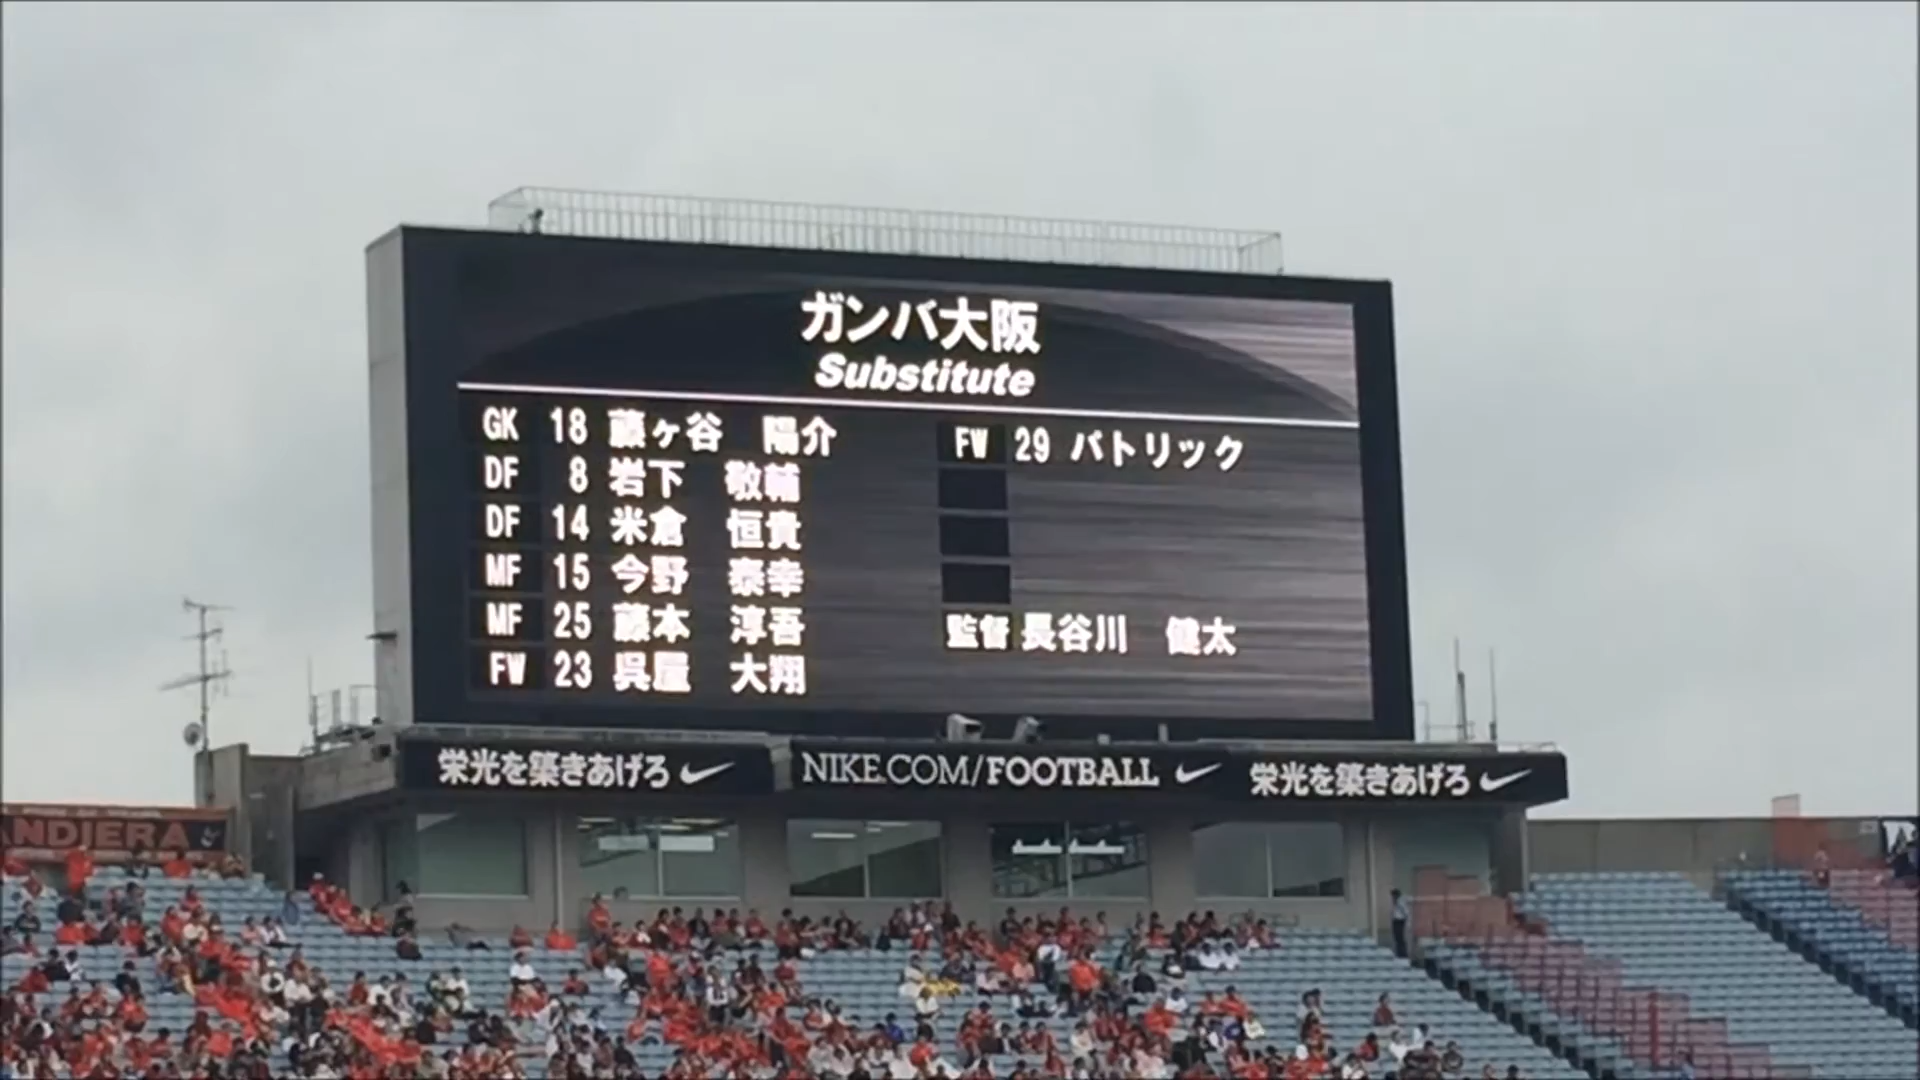 ガンバ大阪
Substitute
GK 18 藤ヶ谷 陽介
DF 8 岩下 敬輔
DF 14 米倉 恒貴
MF 15 今野 泰幸
MF 25 藤本 淳吾
FW 23 呉屋 大翔
FW 29 パトリック
監督 長谷川 健太
栄光を築きあげろ
NIKE.COM/FOOTBALL
栄光を築きあげろ
NDIERA